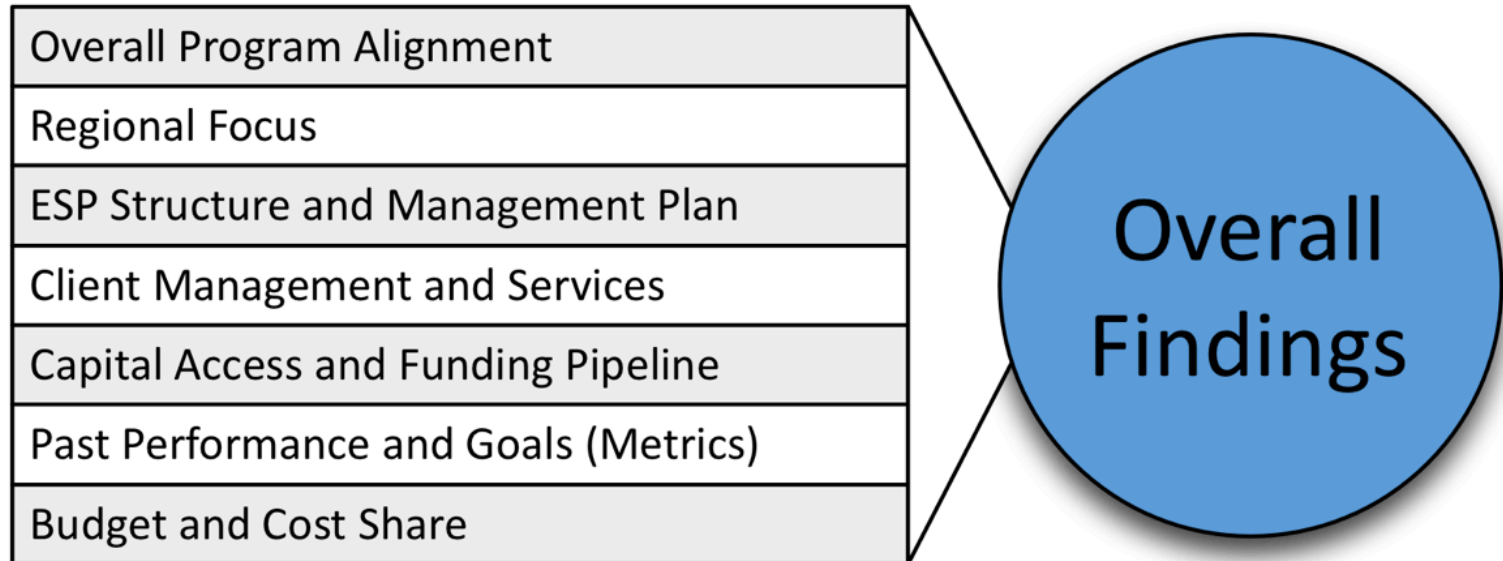 Overall Program Alignment
Regional Focus
ESP Structure and Management Plan
Client Management and Services
Capital Access and Funding Pipeline
Past Performance and Goals (Metrics)
Budget and Cost Share
Overall
Findings